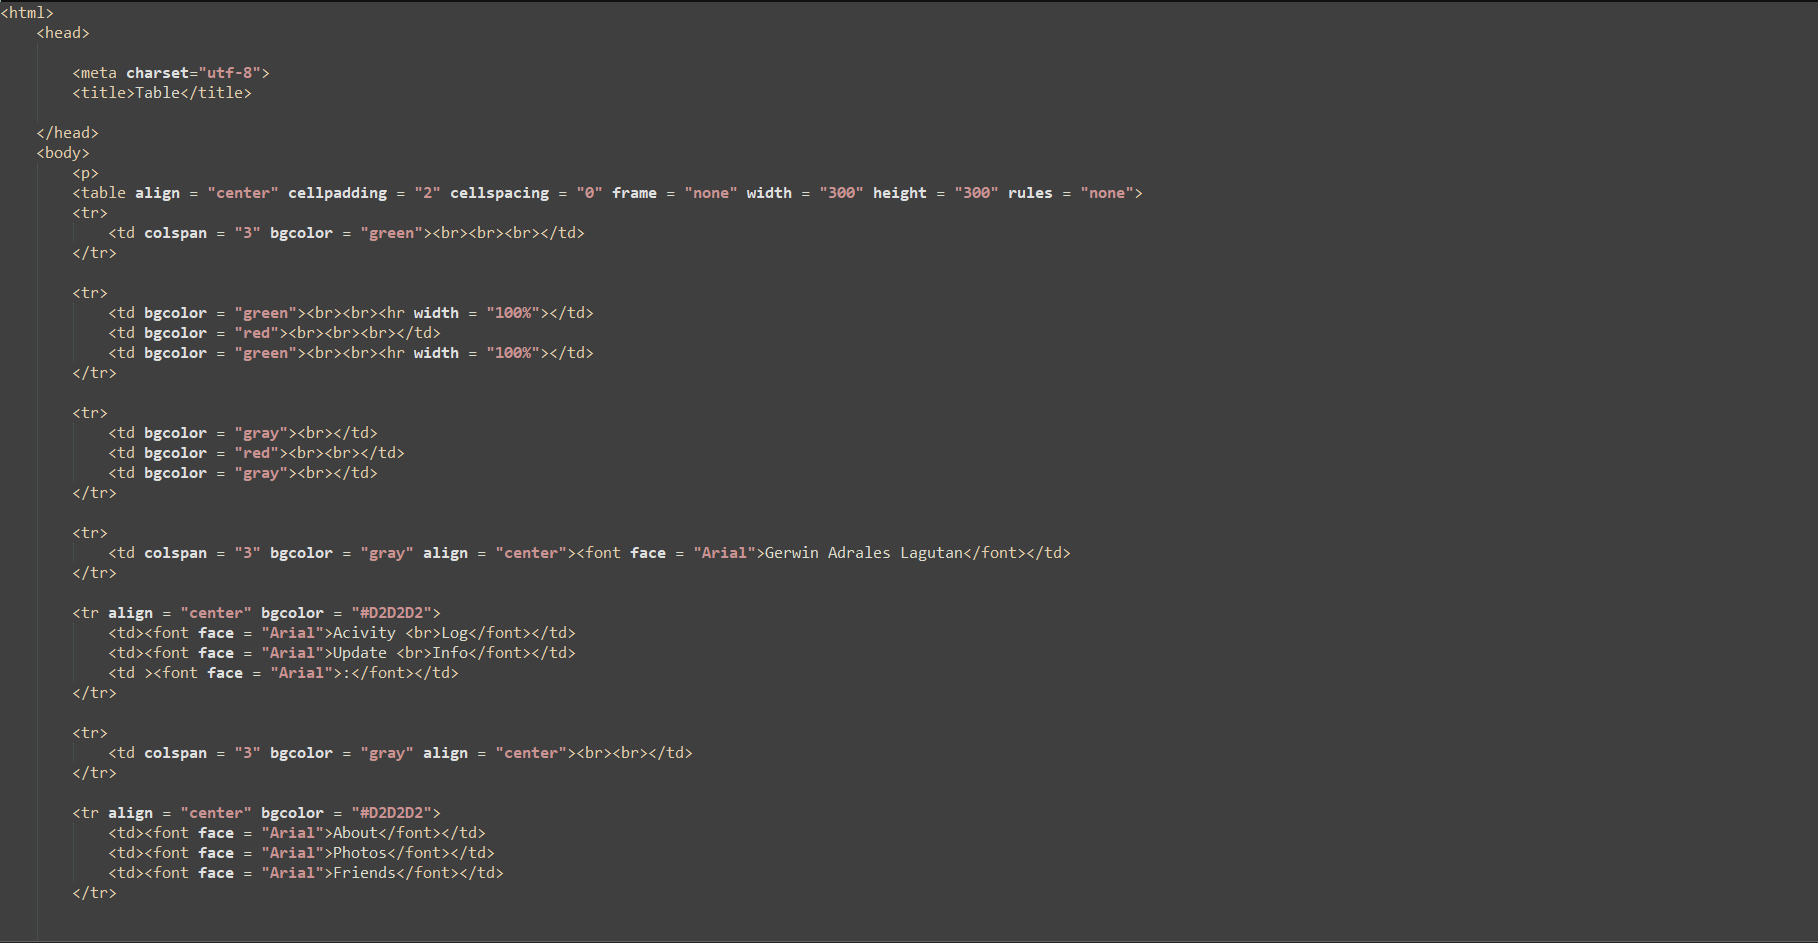 <html>
<head>
<meta charset="utf-8">
<title>Table</title>
</head>
<body>
<p>
<table align = "center" cellpadding = "2" cellspacing = "0" frame = "none" width = "300" height = "300" rules = "none">
<tr>
<td colspan = "3" bgcolor = "green"><br><br><br></td>
</tr>
<tr>
<td bgcolor = "green"><br><br><hr width = "100%"></td>
<td bgcolor = "red"><br><br><br></td>
<td bgcolor = "green"><br><br><hr width = "100%"></td>
</tr>
<tr>
<td bgcolor = "gray"><br></td>
<td bgcolor = "red"><br><br></td>
<td bgcolor = "gray"><br></td>
</tr>
<tr>
<td colspan = "3" bgcolor = "gray" align = "center"><font face = "Arial">Gerwin Adrales Lagutan</font></td>
</tr>
<tr align = "center" bgcolor = "#D2D2D2">
<td><font face = "Arial">Acivity <br>Log</font></td>
<td><font face = "Arial">Update <br>Info</font></td>
<td ><font face = "Arial">:</font></td>
</tr>
<tr>
<td colspan = "3" bgcolor = "gray" align = "center"><br><br></td>
</tr>
<tr align = "center" bgcolor = "#D2D2D2">
<td><font face = "Arial">About</font></td>
<td><font face = "Arial">Photos</font></td>
<td><font face = "Arial">Friends</font></td>
</tr>